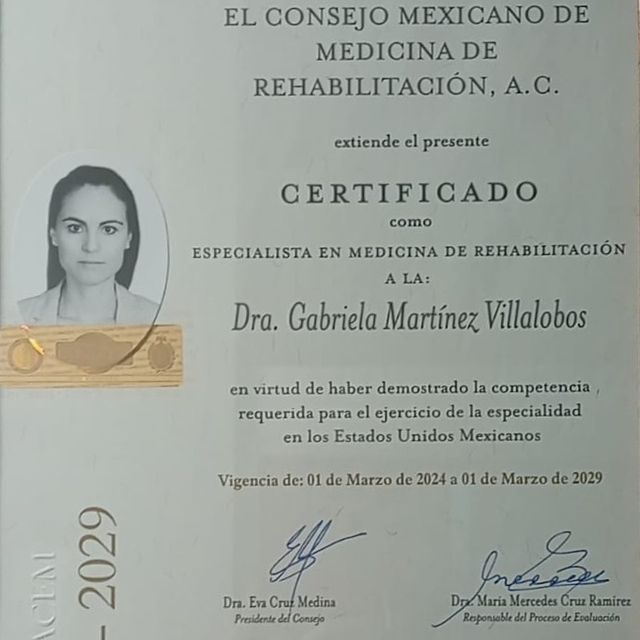 EL CONSEJO MEXICANO DE
MEDICINA DE
REHABILITACIÓN, A.C.
extiende el presente
CERTIFICADO
como
ESPECIALISTA EN MEDICINA DE REHABILITACIÓN
A LA:
Dra. Gabriela Martínez Villalobos
en virtud de haber demostrado la competencia
requerida para el ejercicio de la especialidad
en los Estados Unidos Mexicanos
Vigencia de: 01 de Marzo de 2024 a 01 de Marzo de 2029
Dra. Eva Cruz Medina
Presidente del Consejo
Dra. María Mercedes Cruz Ramírez
Responsable del Proceso de Evaluación
ACEM
- 2029